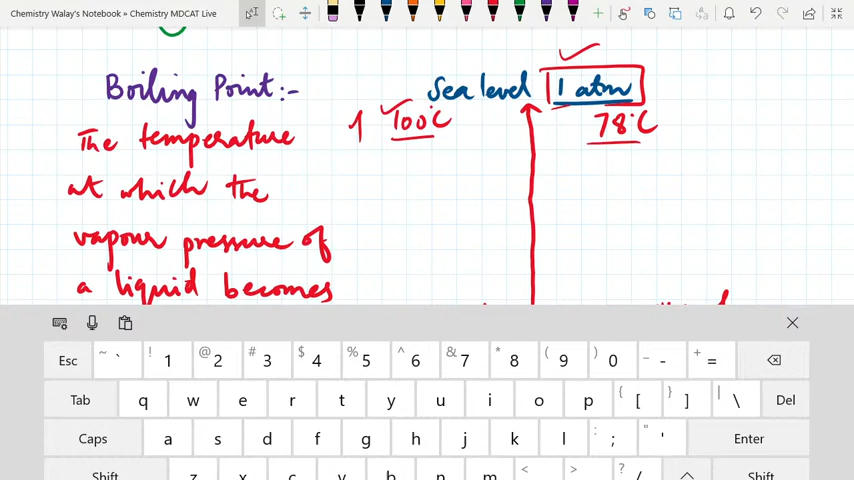 Chemistry Walay's Notebook » Chemistry MDCAT Live
Boiling Point:-
Sea level 1 atm
1 100°C
78°C
The temperature
at which the
vapour pressure of
a liquid becomes
Esc ~ ` ! 1 @ 2 # 3 $ 4 % 5 ^ 6 & 7 * 8 ( 9 ) 0 _ - + =
Tab q w e r t y u i o p { [ } ] | \ Del
Caps a s d f g h j k l : ; " ' Enter
Shift z x c v b n m < > ? / Shift